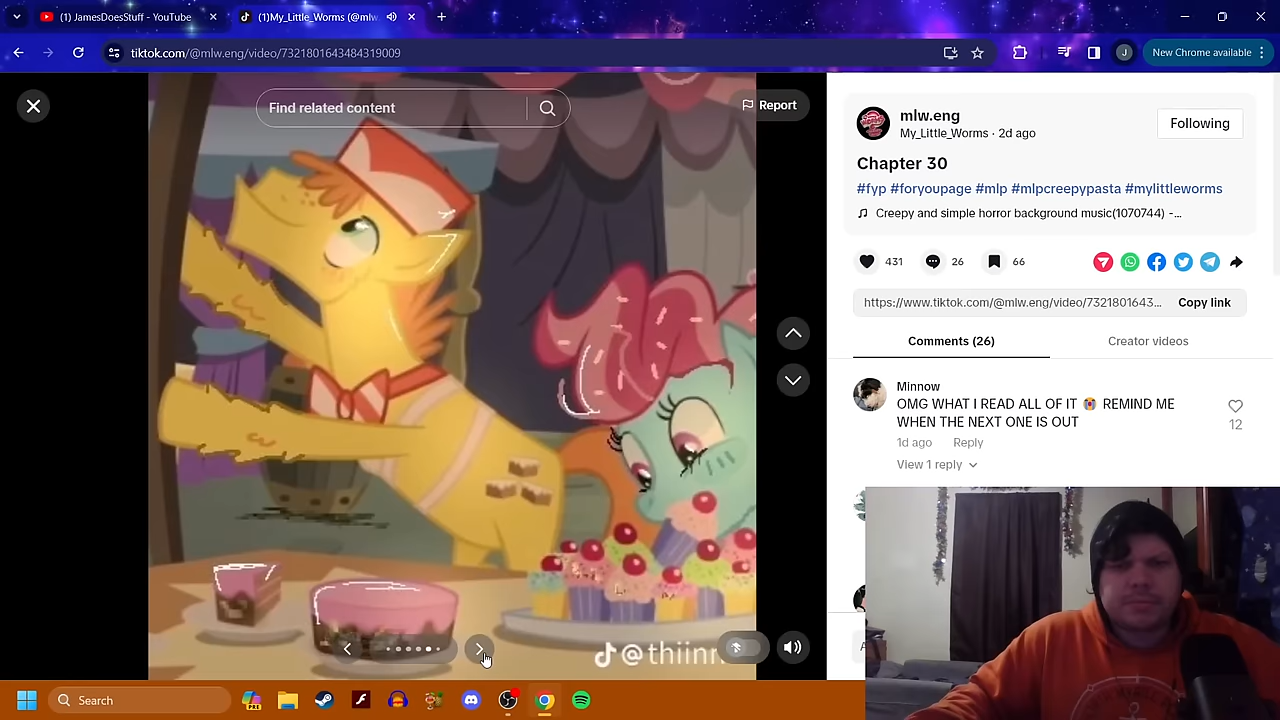 (1) JamesDoesStuff - YouTube
(1)My_Little_Worms (@mlw
tiktok.com/@mlw.eng/video/7321801643484319009
New Chrome available
Find related content
Report
mlw.eng
My_Little_Worms · 2d ago
Following
Chapter 30
#fyp #foryoupage #mlp #mlpcreepypasta #mylittleworms
Creepy and simple horror background music(1070744) -...
431
26
66
https://www.tiktok.com/@mlw.eng/video/7321801643...
Copy link
Comments (26)
Creator videos
Minnow
OMG WHAT I READ ALL OF IT 😭 REMIND ME
WHEN THE NEXT ONE IS OUT
12
1d ago
Reply
View 1 reply
@thiinn
Search